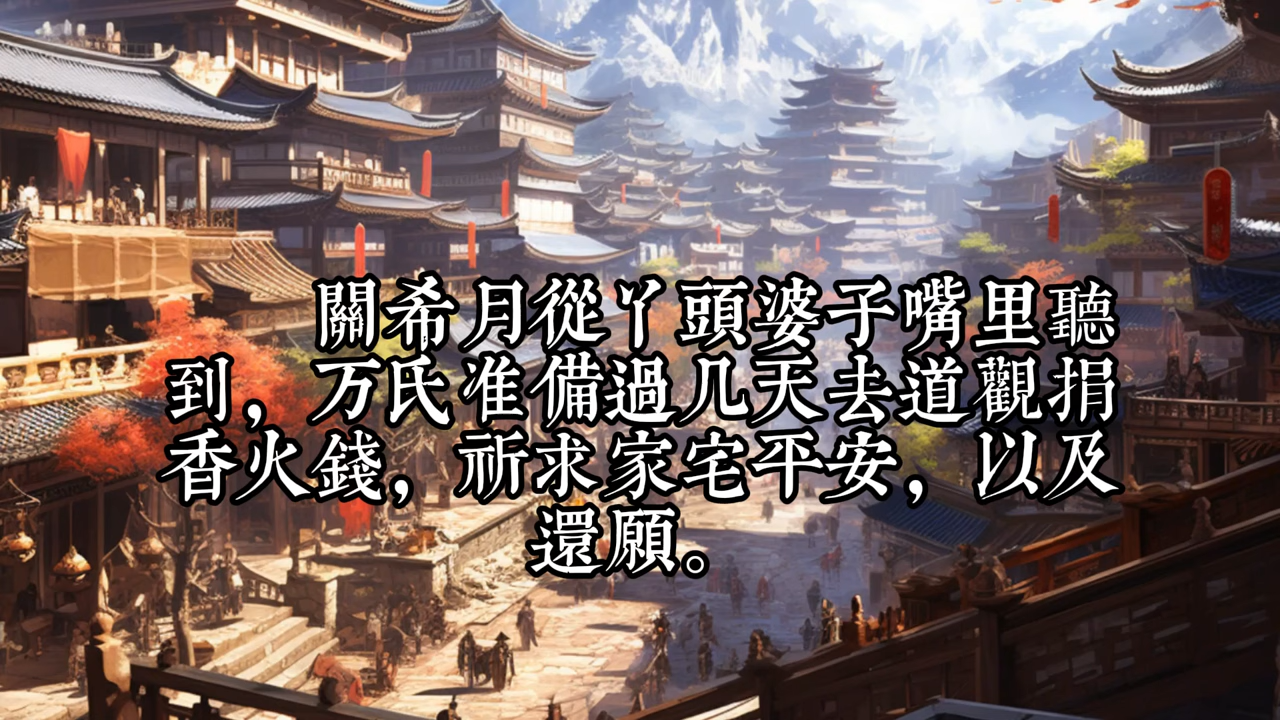 關希月從丫頭婆子嘴里聽
到，万氏准備過几天去道觀捐
香火錢，祈求家宅平安，以及
還愿。